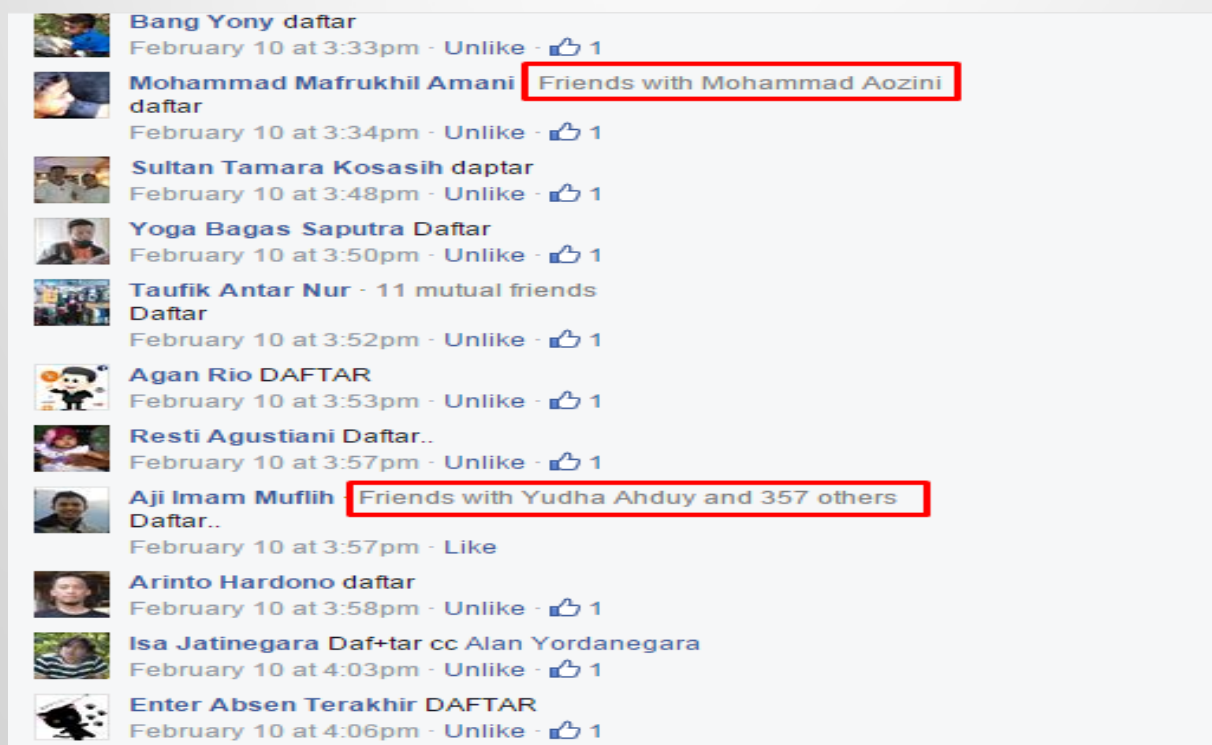 Bang Yony daftar
February 10 at 3:33pm · Unlike · 1
Mohammad Mafrukhil Amani · Friends with Mohammad Aozini
daftar
February 10 at 3:34pm · Unlike · 1
Sultan Tamara Kosasih daptar
February 10 at 3:48pm · Unlike · 1
Yoga Bagas Saputra Daftar
February 10 at 3:50pm · Unlike · 1
Taufik Antar Nur · 11 mutual friends
Daftar
February 10 at 3:52pm · Unlike · 1
Agan Rio DAFTAR
February 10 at 3:53pm · Unlike · 1
Resti Agustiani Daftar..
February 10 at 3:57pm · Unlike · 1
Aji Imam Muflih · Friends with Yudha Ahduy and 357 others
Daftar..
February 10 at 3:57pm · Like
Arinto Hardono daftar
February 10 at 3:58pm · Unlike · 1
Isa Jatinegara Daf+tar cc Alan Yordanegara
February 10 at 4:03pm · Unlike · 1
Enter Absen Terakhir DAFTAR
February 10 at 4:06pm · Unlike · 1